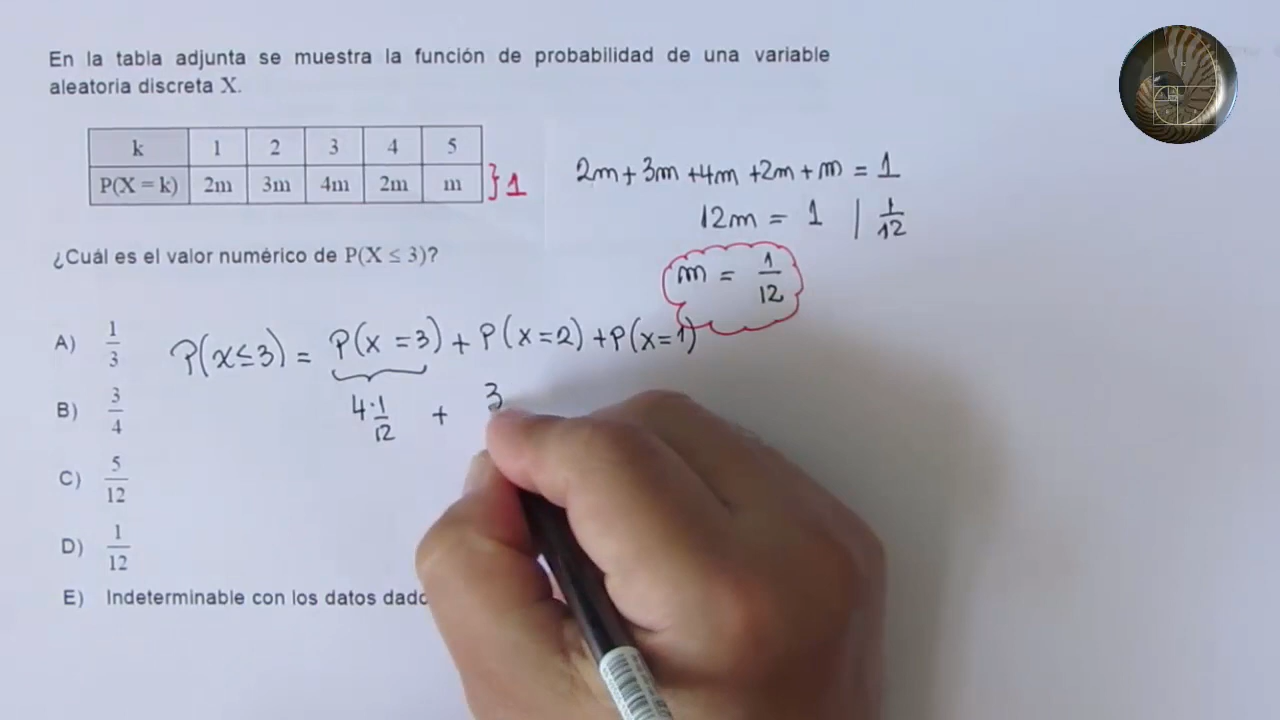 En la tabla adjunta se muestra la función de probabilidad de una variable
aleatoria discreta X.
k 1 2 3 4 5
P(X = k) 2m 3m 4m 2m m } 1
2m + 3m + 4m + 2m + m = 1
12m = 1 | 1/12
m = 1/12
¿Cuál es el valor numérico de P(X ≤ 3)?
P(x ≤ 3) = P(x = 3) + P(x = 2) + P(x = 1)
4 · 1/12 + 3
A) 1/3
B) 3/4
C) 5/12
D) 1/12
E) Indeterminable con los datos